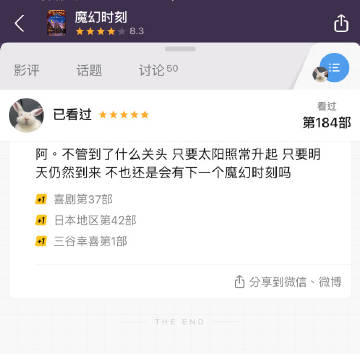 魔幻时刻
8.3
影评 话题 讨论 50
看过
已看过
第184部
阿。不管到了什么关头 只要太阳照常升起 只要明
天仍然到来 不也还是会有下一个魔幻时刻吗
+1 喜剧第37部
+1 日本地区第42部
+1 三谷幸喜第1部
分享到微信、微博
THE END